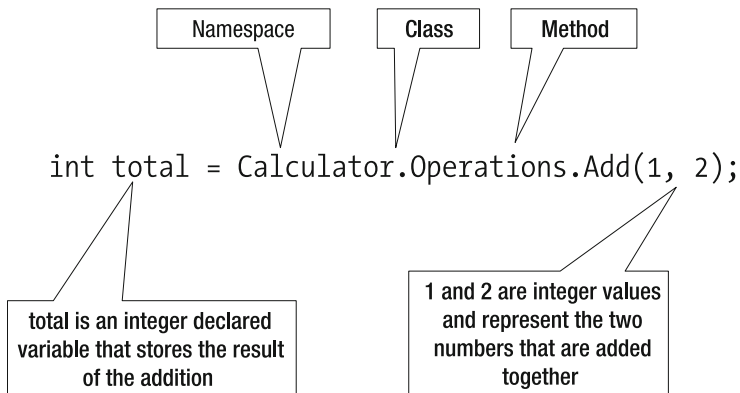 Namespace
Class
Method
int total = Calculator.Operations.Add(1, 2);
total is an integer declared
variable that stores the result
of the addition
1 and 2 are integer values
and represent the two
numbers that are added
together